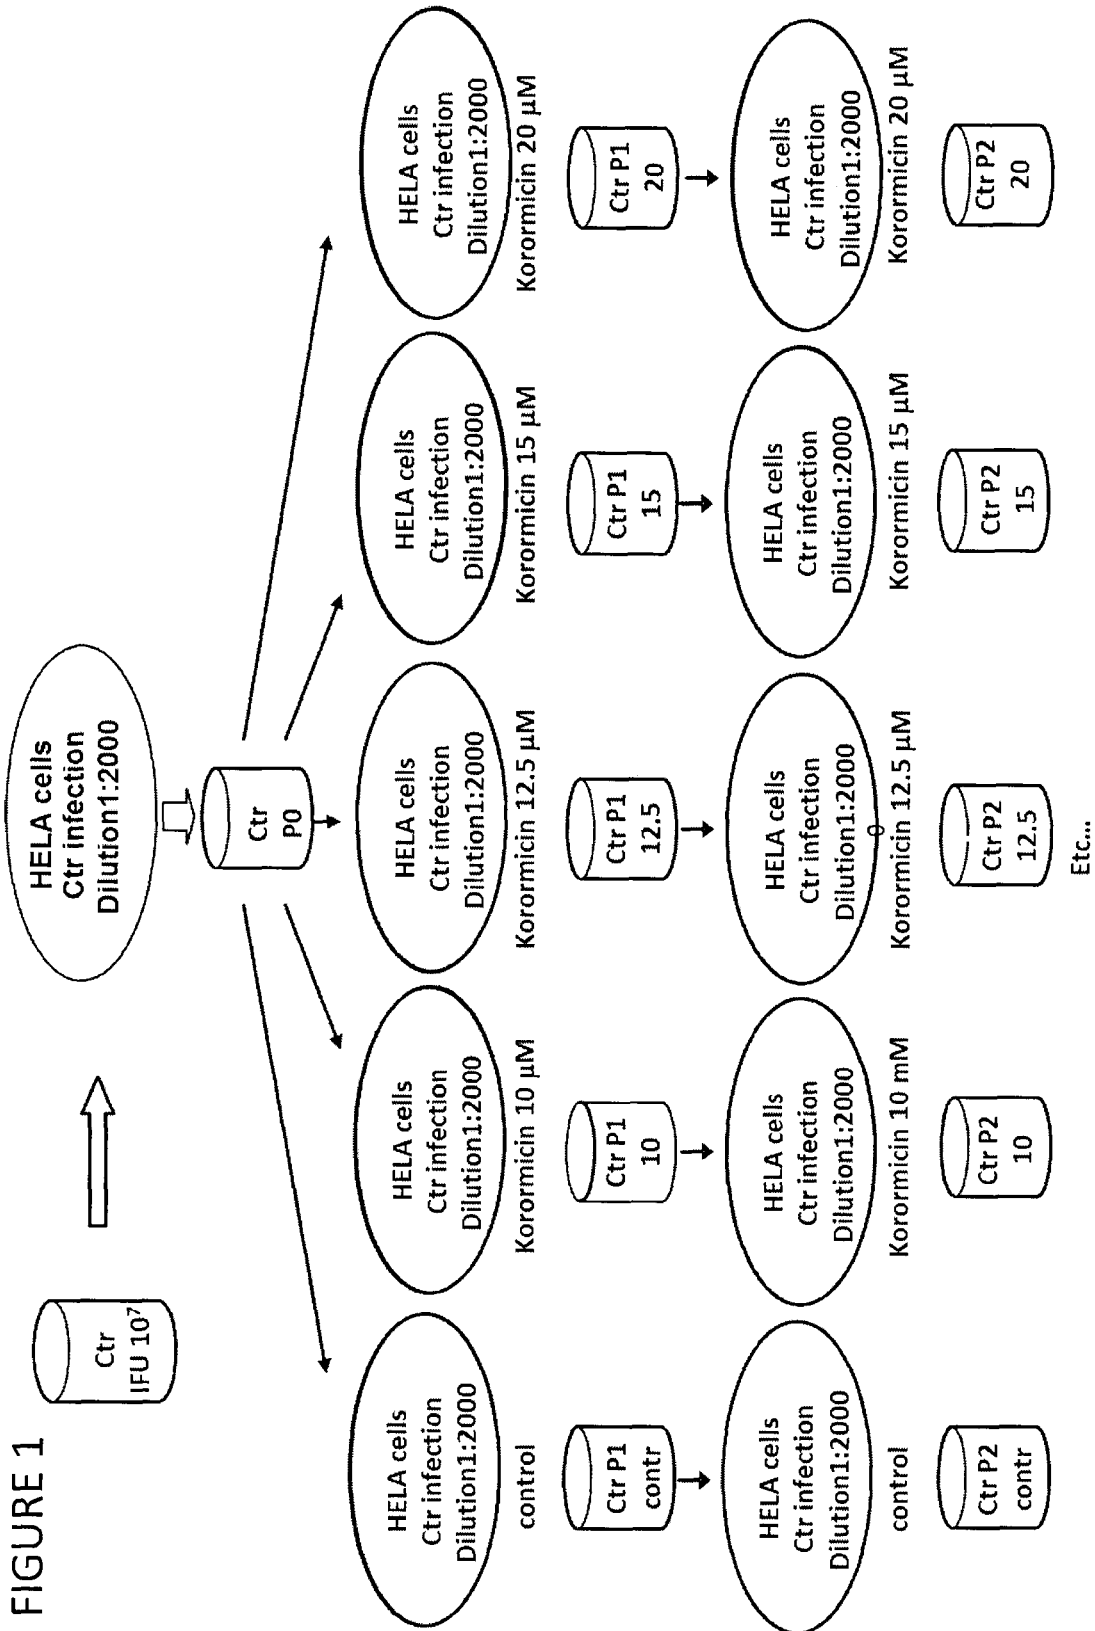 FIGURE 1
Ctr
IFU 10⁷
HELA cells
Ctr infection
Dilution1:2000
Ctr
P0
HELA cells
Ctr infection
Dilution1:2000
control
HELA cells
Ctr infection
Dilution1:2000
Korormicin 10 µM
HELA cells
Ctr infection
Dilution1:2000
Korormicin 12.5 µM
HELA cells
Ctr infection
Dilution1:2000
Korormicin 15 µM
HELA cells
Ctr infection
Dilution1:2000
Korormicin 20 µM
Ctr P1
contr
Ctr P1
10
Ctr P1
12.5
Ctr P1
15
Ctr P1
20
HELA cells
Ctr infection
Dilution1:2000
control
HELA cells
Ctr infection
Dilution1:2000
Korormicin 10 mM
HELA cells
Ctr infection
Dilution1:2000
0
Korormicin 12.5 µM
HELA cells
Ctr infection
Dilution1:2000
Korormicin 15 µM
HELA cells
Ctr infection
Dilution1:2000
Korormicin 20 µM
Ctr P2
contr
Ctr P2
10
Ctr P2
12.5
Ctr P2
15
Ctr P2
20
Etc...